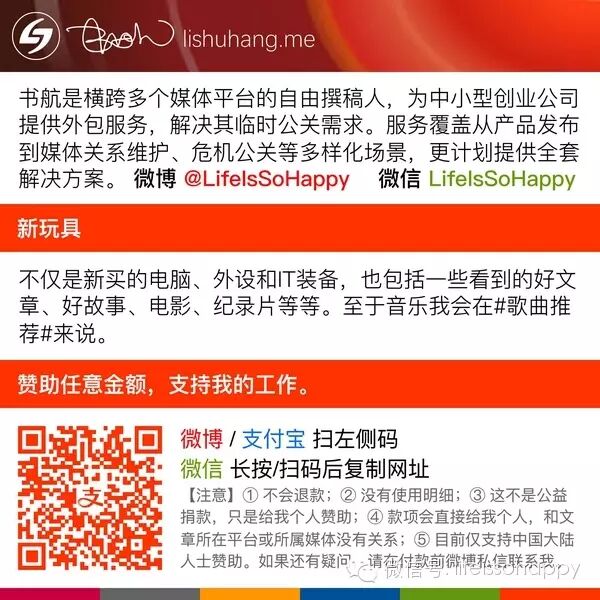 lishuhang.me
书航是横跨多个媒体平台的自由撰稿人，为中小型创业公司
提供外包服务，解决其临时公关需求。服务覆盖从产品发布
到媒体关系维护、危机公关等多样化场景，更计划提供全套
解决方案。 微博 @LifeIsSoHappy 微信 LifeIsSoHappy
新玩具
不仅是新买的电脑、外设和IT装备，也包括一些看到的好文
章、好故事、电影、纪录片等等。至于音乐我会在#歌曲推
荐#来说。
赞助任意金额，支持我的工作。
微博 / 支付宝 扫左侧码
微信 长按/扫码后复制网址
【注意】① 不会退款；② 没有使用明细；③ 这不是公益
捐款，只是给我个人赞助；④ 款项会直接给我个人，和文
章所在平台或所属媒体没有关系；⑤ 目前仅支持中国大陆
人士赞助。如果还有疑问，请在付款前微博私信联系我。
支
微信号: lifeissohappy